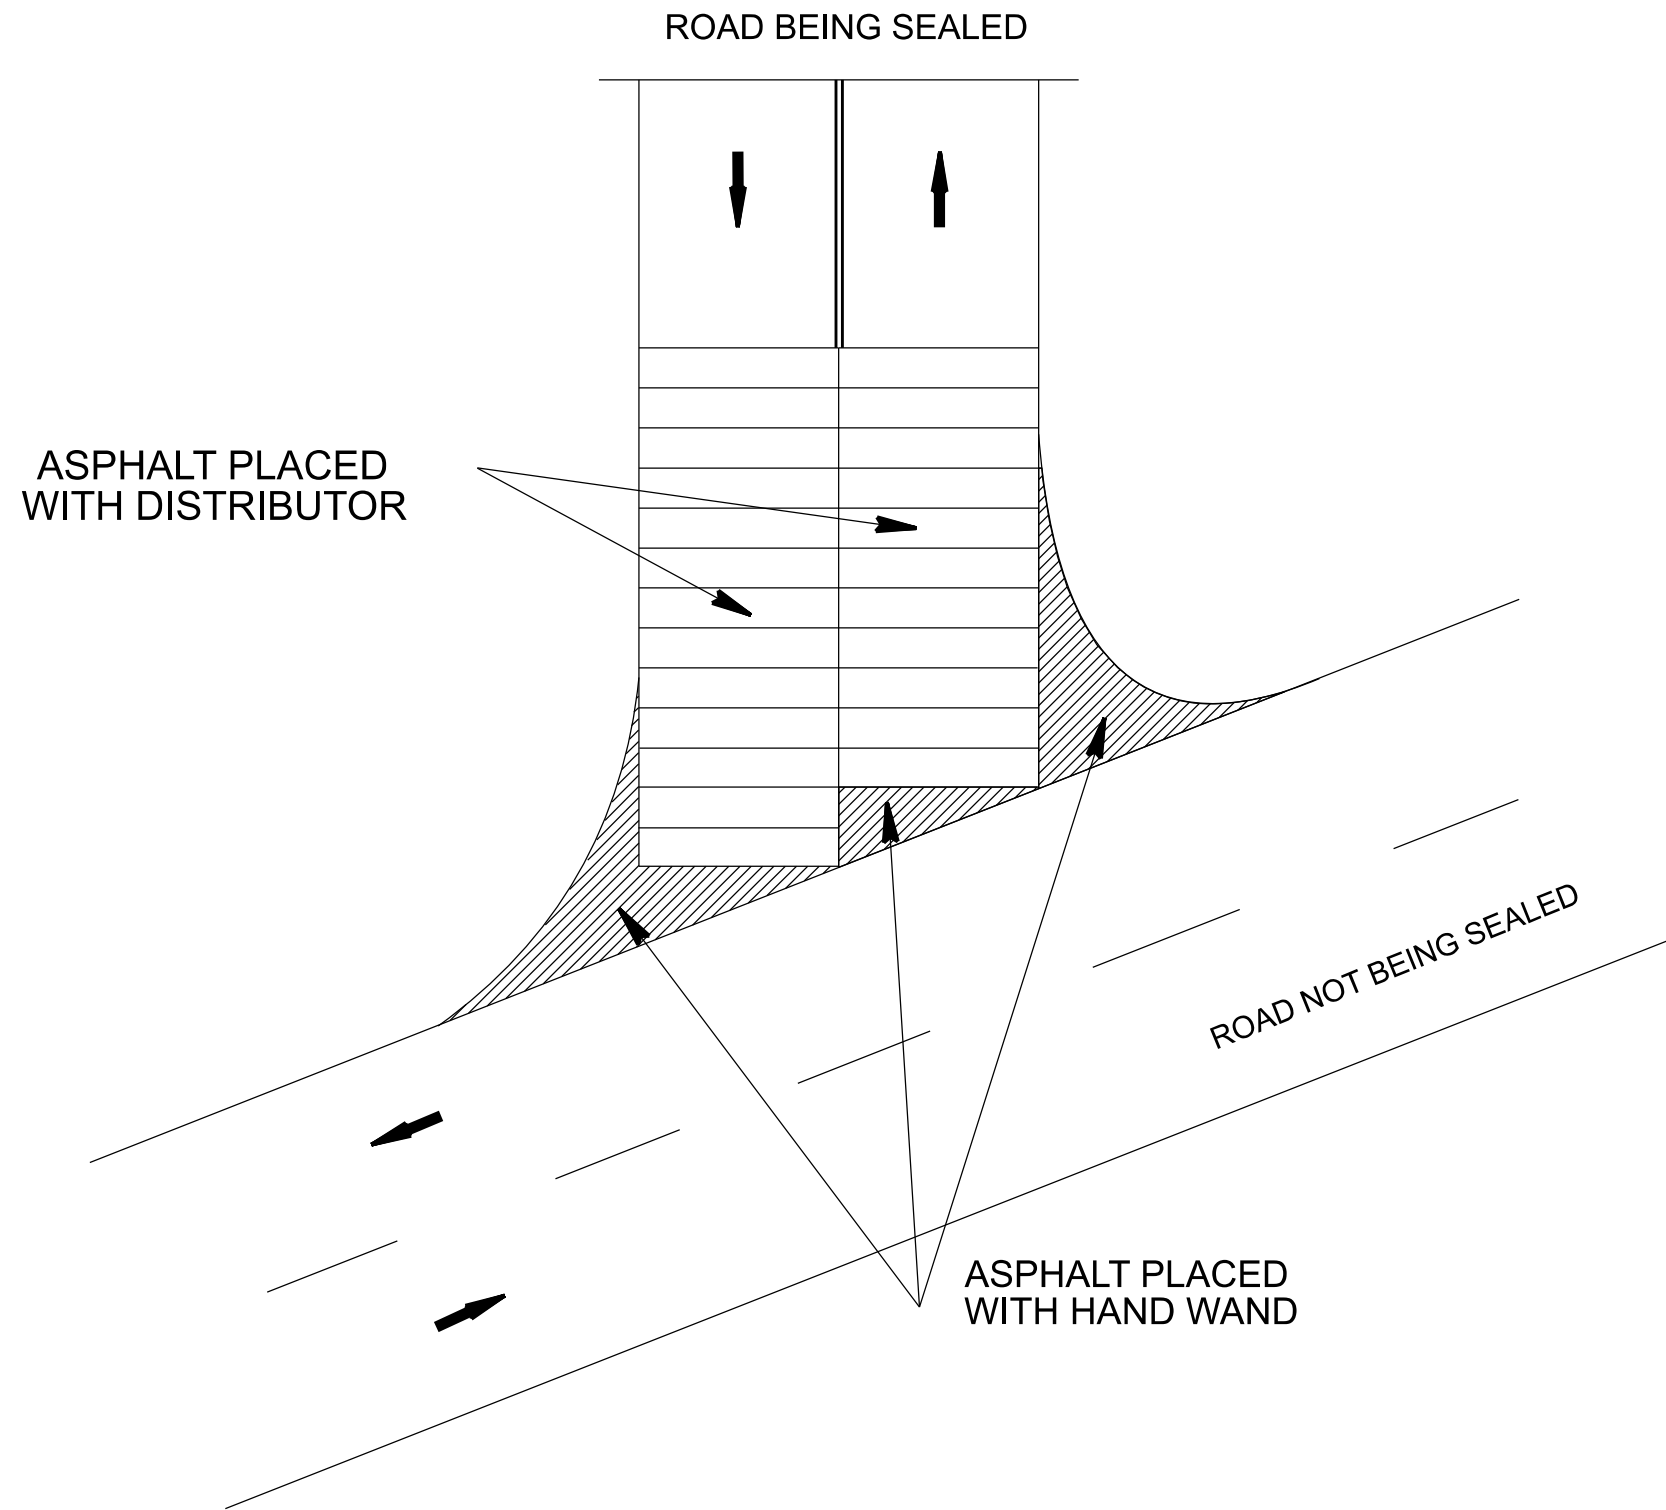 ROAD BEING SEALED
ASPHALT PLACED
WITH DISTRIBUTOR
ROAD NOT BEING SEALED
ASPHALT PLACED
WITH HAND WAND